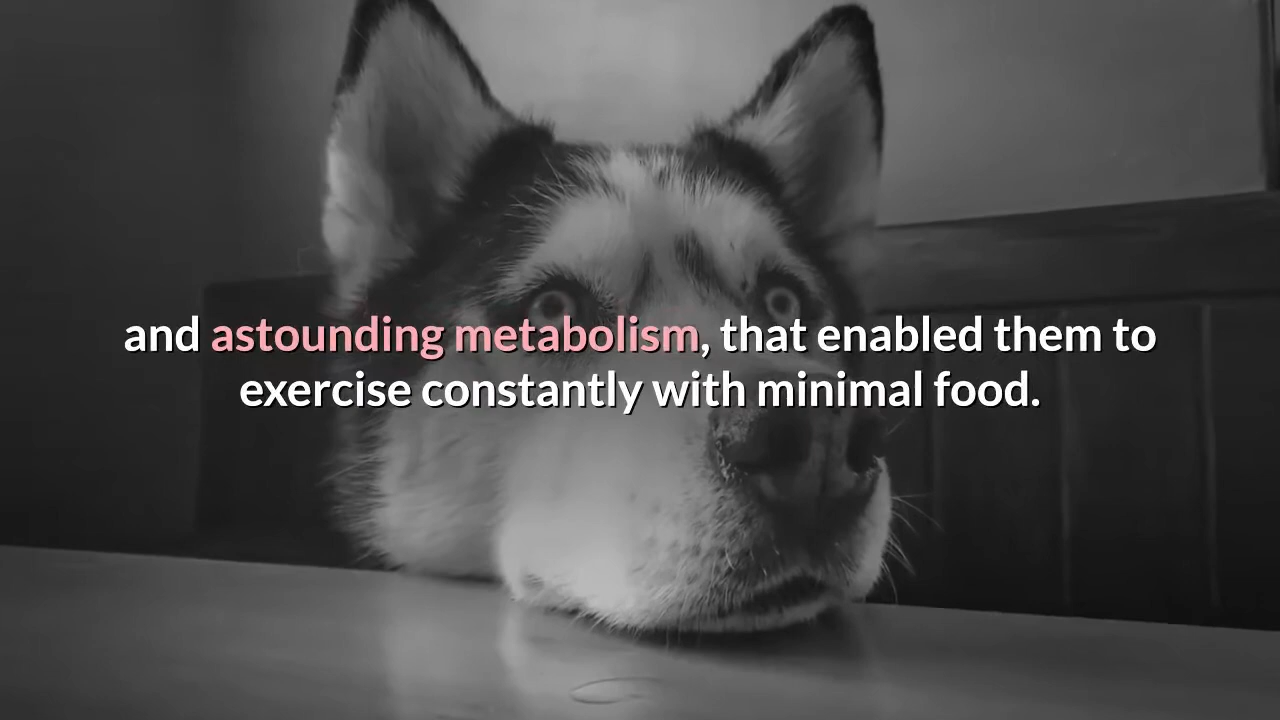 and astounding metabolism, that enabled them to
exercise constantly with minimal food.